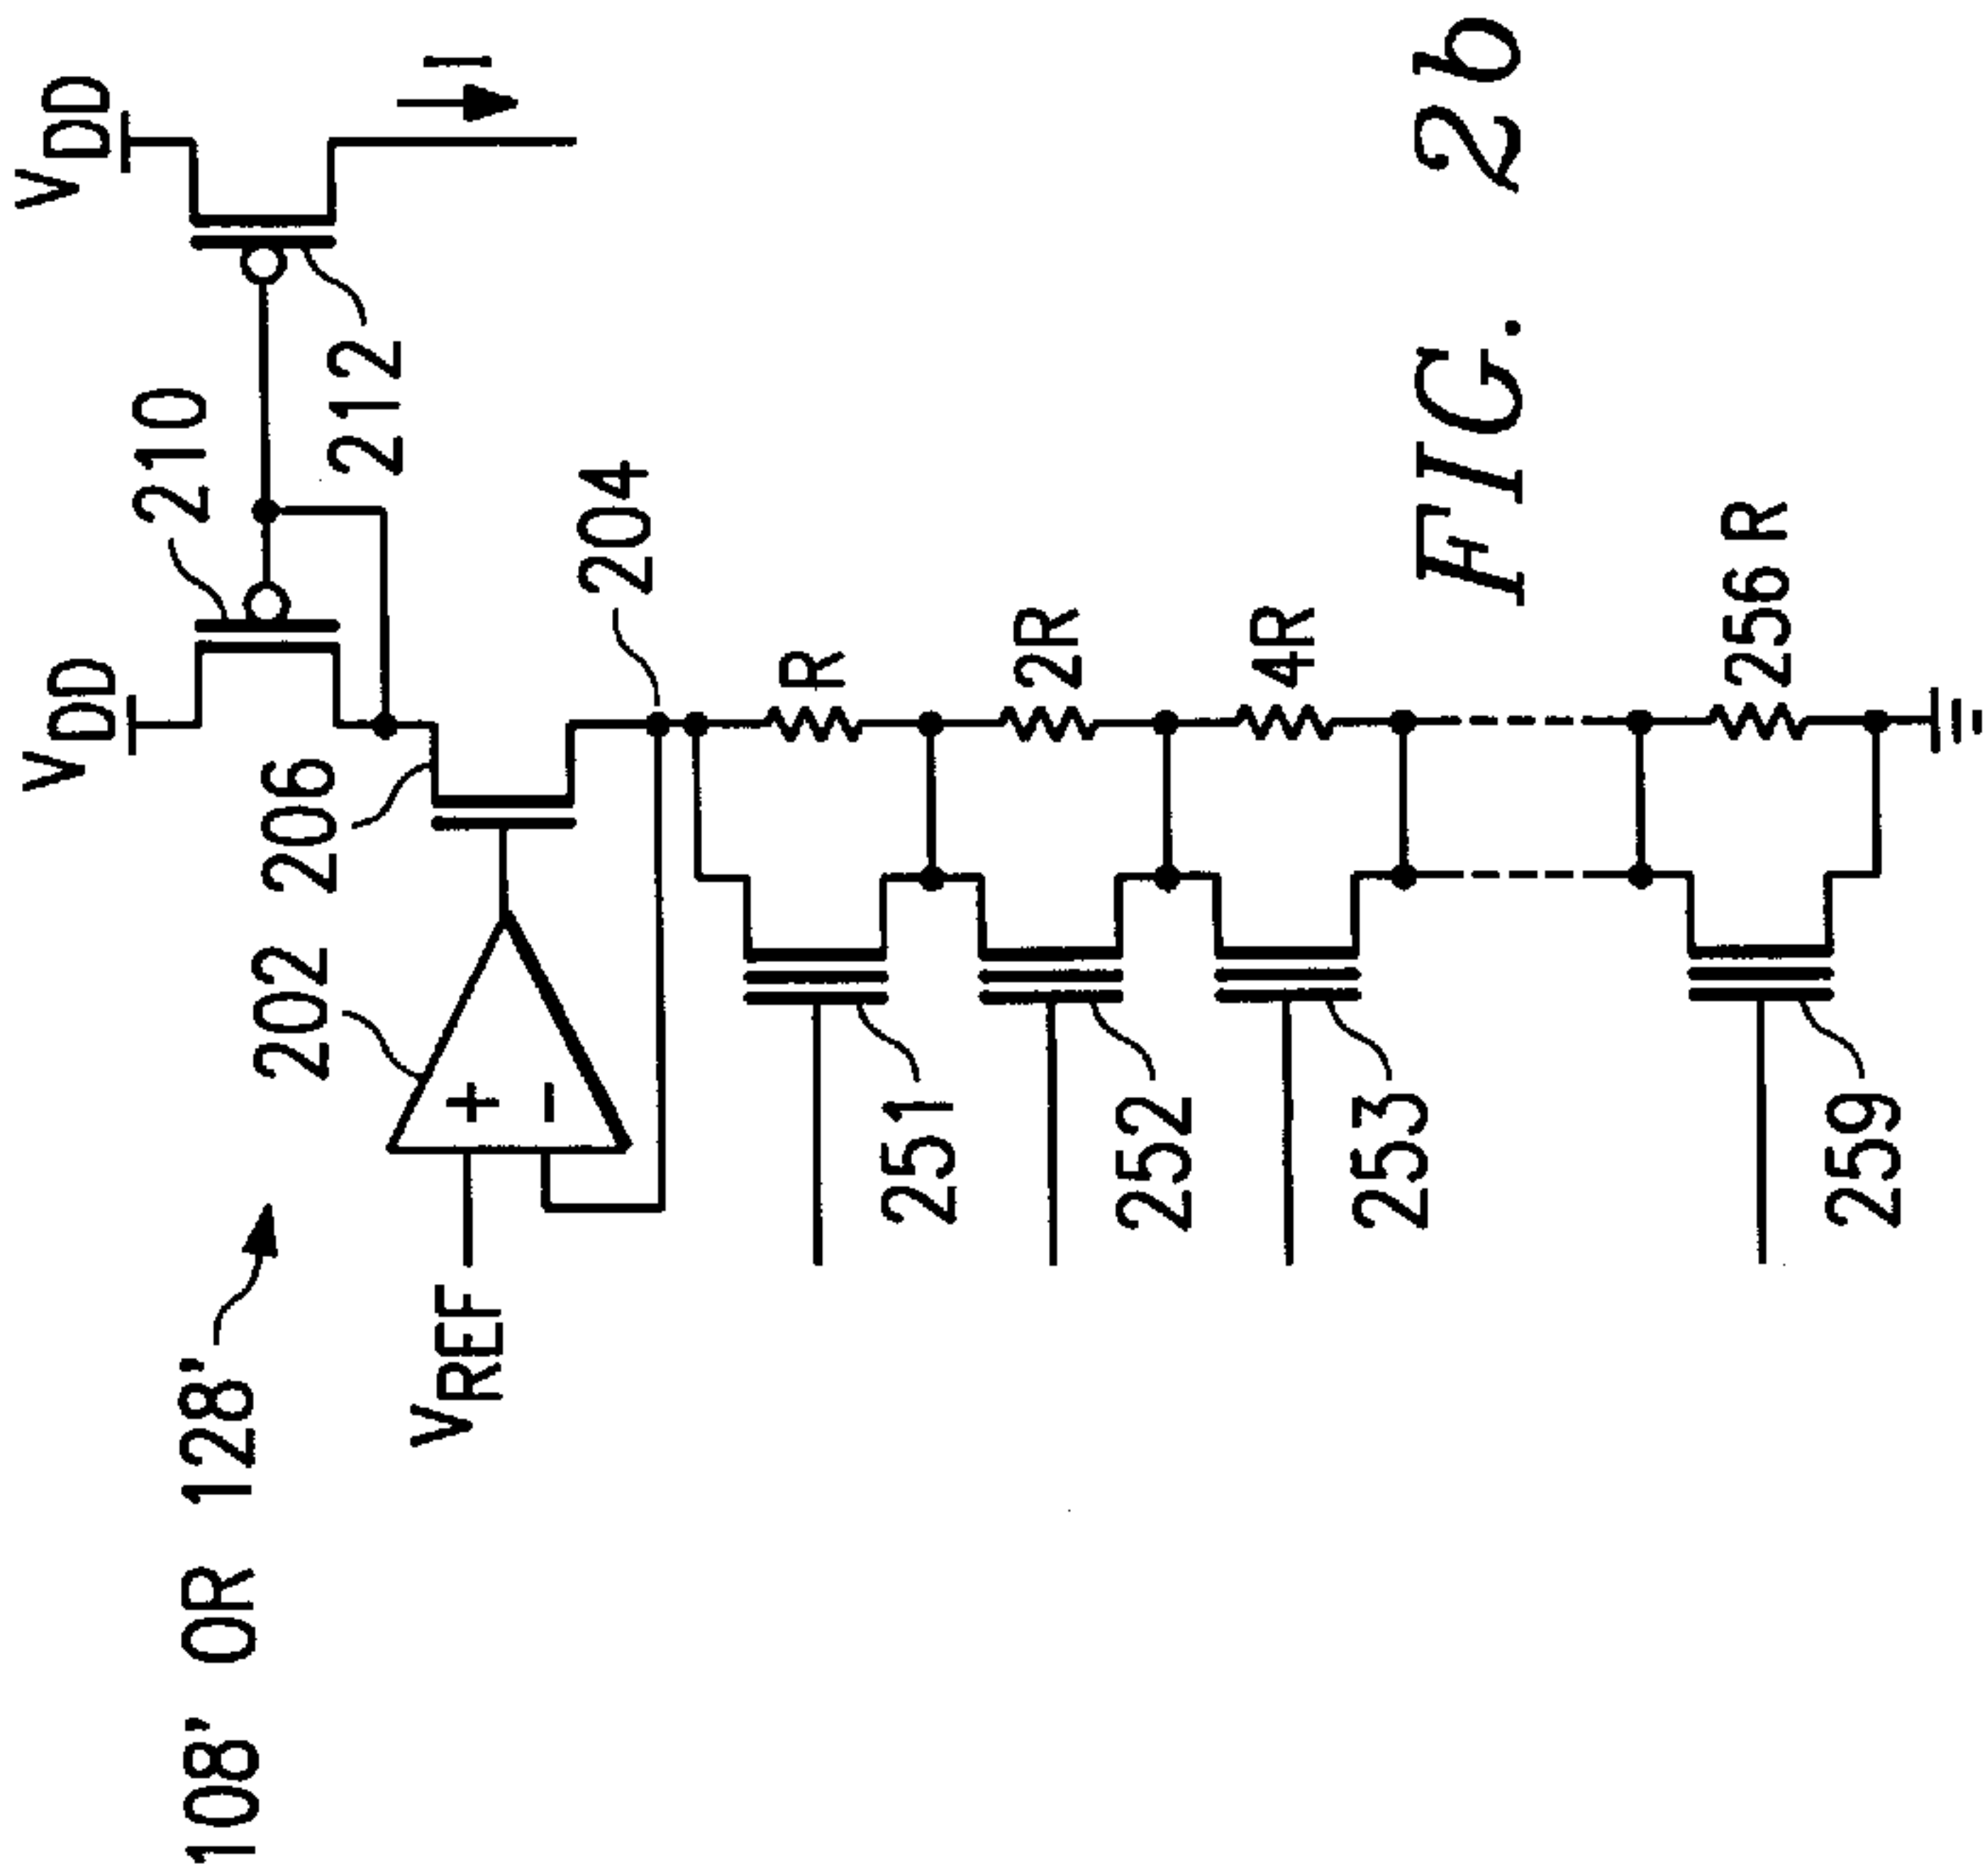 108' OR 128'
V_DD
V_DD
210
212
I
206
202
V_REF
+
−
204
R
251
2R
252
4R
253
256R
259
FIG. 2b